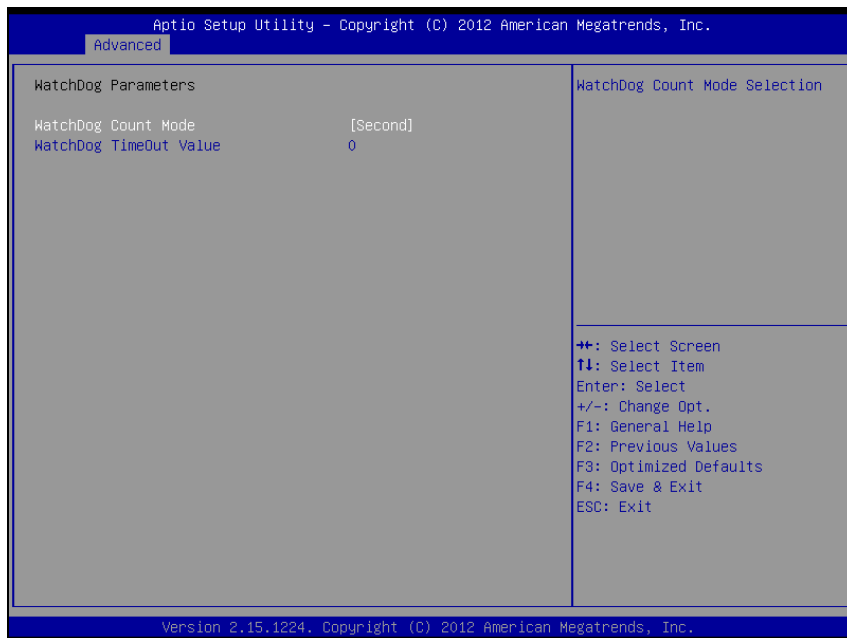 Aptio Setup Utility – Copyright (C) 2012 American Megatrends, Inc.
Advanced
WatchDog Parameters
WatchDog Count Mode [Second]
WatchDog TimeOut Value 0
WatchDog Count Mode Selection
→←: Select Screen
↑↓: Select Item
Enter: Select
+/-: Change Opt.
F1: General Help
F2: Previous Values
F3: Optimized Defaults
F4: Save & Exit
ESC: Exit
Version 2.15.1224. Copyright (C) 2012 American Megatrends, Inc.